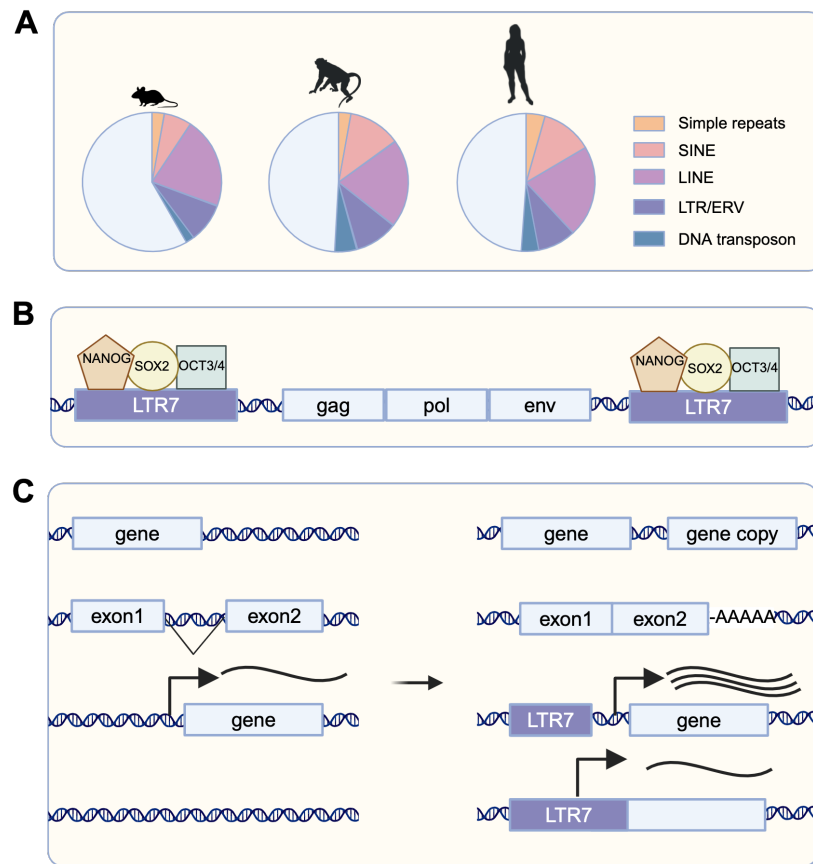 A
Simple repeats
SINE
LINE
LTR/ERV
DNA transposon
B
NANOG SOX2 OCT3/4 NANOG SOX2 OCT3/4
LTR7 gag pol env LTR7
C
gene gene gene copy
exon1 exon2 exon1 exon2 -AAAAA
gene LTR7 gene
LTR7